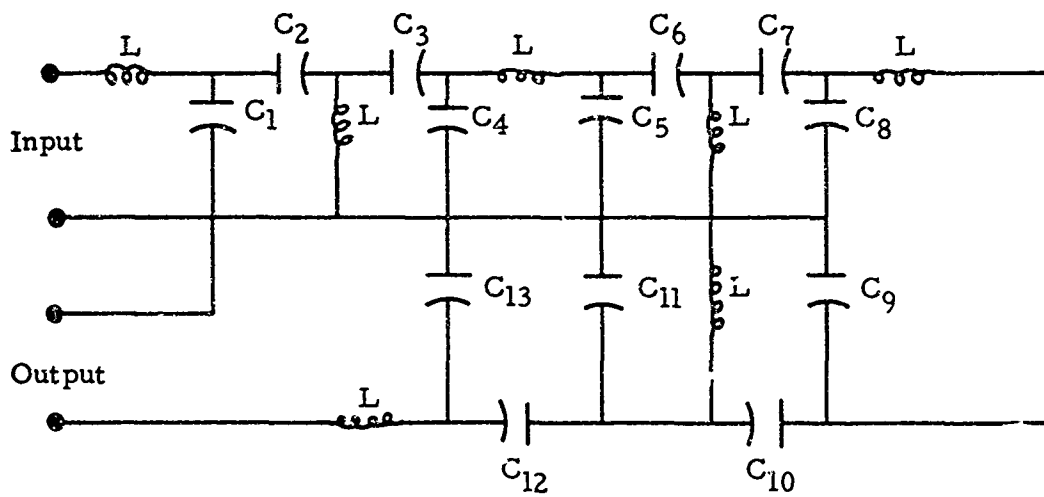 L C2 C3 L C6 C7 L
C1 L C4 C5 L C8
Input
C13 C11 L C9
Output
L
C12 C10